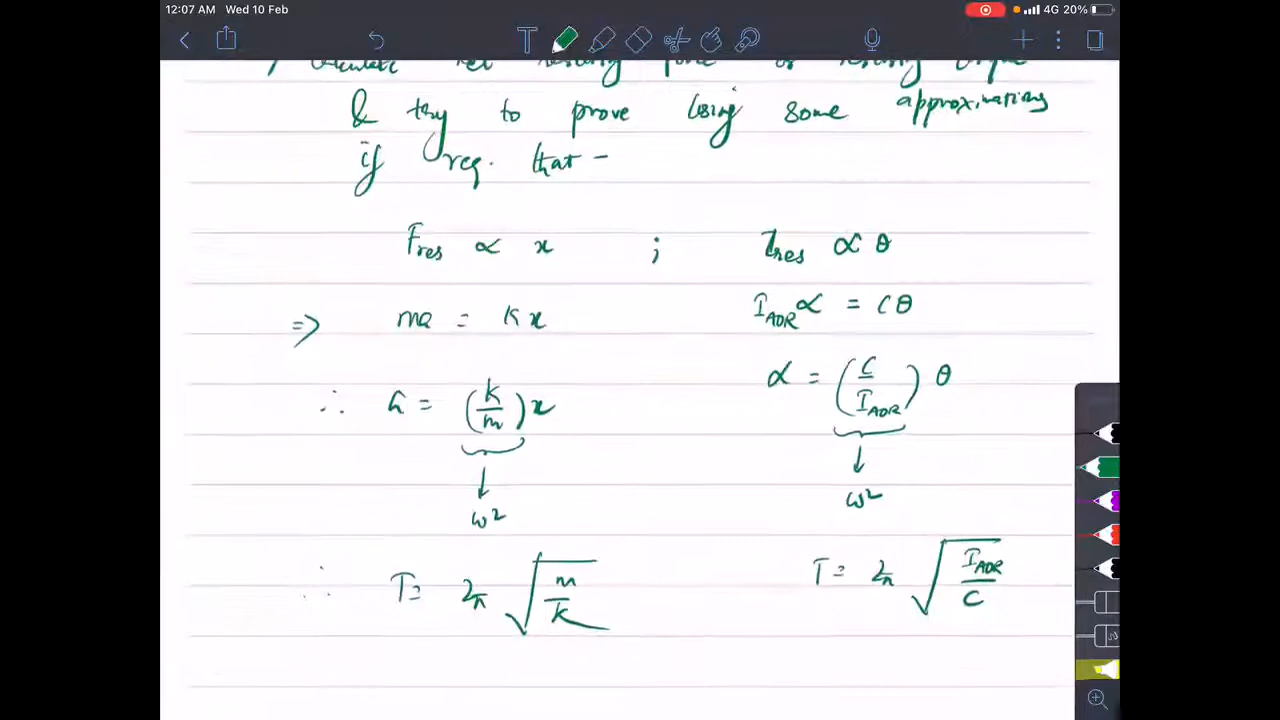 12:07 AM Wed 10 Feb 4G 20%
T
& try to prove using some approximations
if req. that -
Fres ∝ x ; τres ∝ θ
=> ma = Kx I_AOR α = Cθ
∴ a = (k/m) x α = (C/I_AOR) θ
↓ ↓
ω² ω²
∴ T = 2π √(m/k) T = 2π √(I_AOR/C)